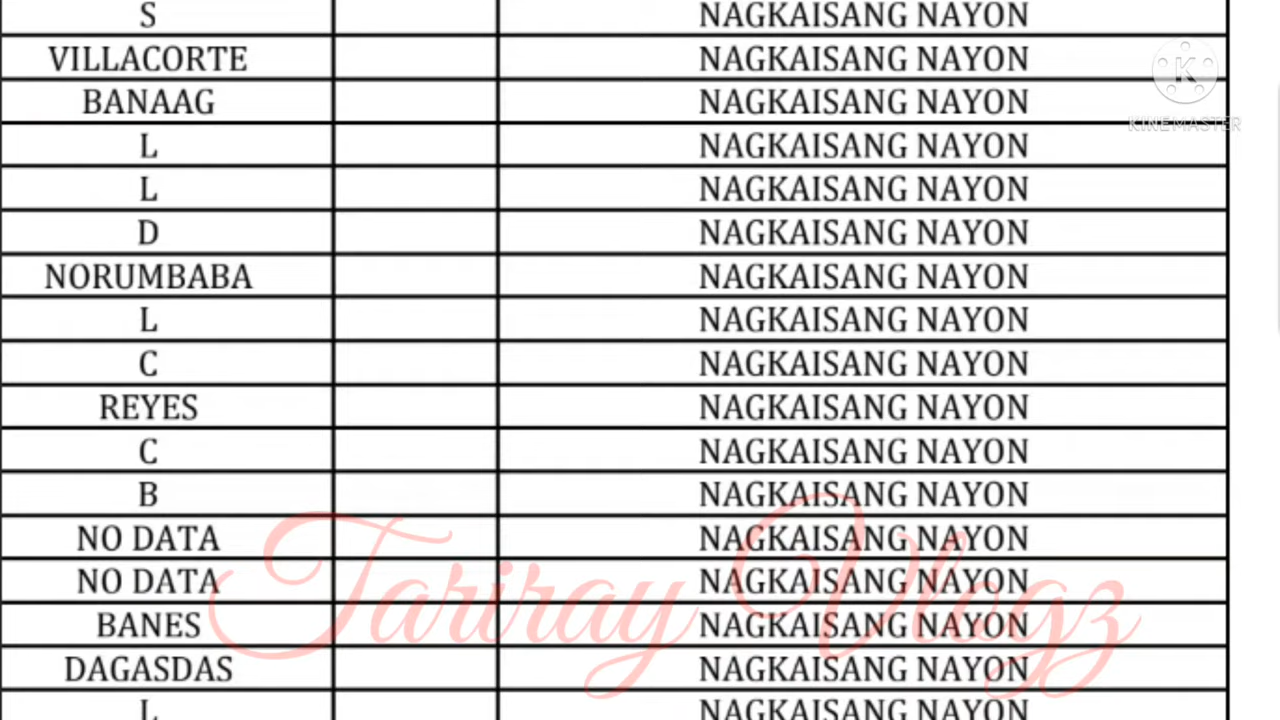 S NAGKAISANG NAYON
VILLACORTE NAGKAISANG NAYON
BANAAG NAGKAISANG NAYON
L NAGKAISANG NAYON
L NAGKAISANG NAYON
D NAGKAISANG NAYON
NORUMBABA NAGKAISANG NAYON
L NAGKAISANG NAYON
C NAGKAISANG NAYON
REYES NAGKAISANG NAYON
C NAGKAISANG NAYON
B NAGKAISANG NAYON
NO DATA NAGKAISANG NAYON
NO DATA NAGKAISANG NAYON
BANES NAGKAISANG NAYON
DAGASDAS NAGKAISANG NAYON
L NAGKAISANG NAYON
K
KINEMASTER
Tariray Vlogz